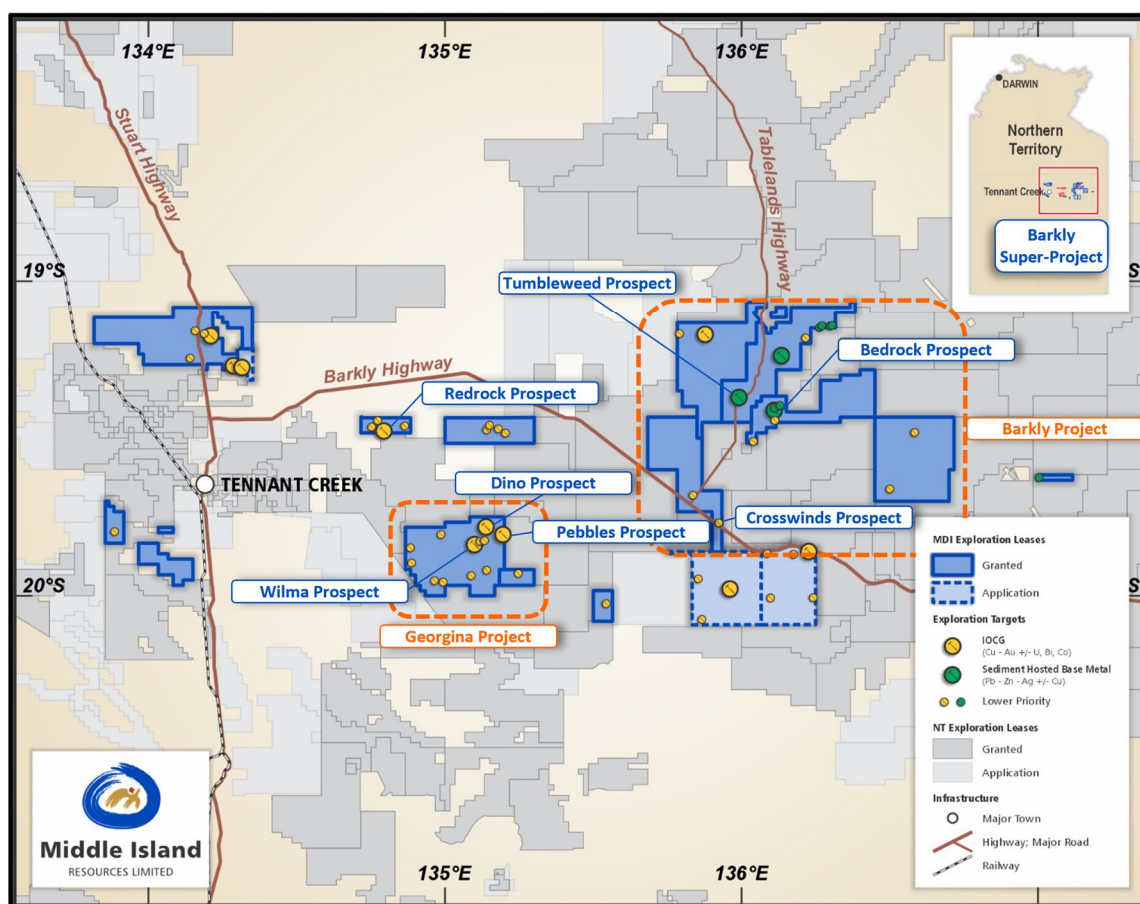 134°E
135°E
136°E
DARWIN
Northern
Territory
Tennant Creek
Barkly
Super-Project
Stuart Highway
Tablelands Highway
19°S
S
Tumbleweed Prospect
Bedrock Prospect
Barkly Highway
Redrock Prospect
Barkly Project
TENNANT CREEK
Dino Prospect
Crosswinds Prospect
Pebbles Prospect
Wilma Prospect
20°S
S
Georgina Project
MDI Exploration Leases
Granted
Application
Exploration Targets
IOCG
(Cu - Au +/- U, Bi, Co)
Sediment Hosted Base Metal
(Pb - Zn - Ag +/- Cu)
Lower Priority
NT Exploration Leases
Granted
Application
Infrastructure
Major Town
Highway; Major Road
Railway
Middle Island
RESOURCES LIMITED
135°E
136°E